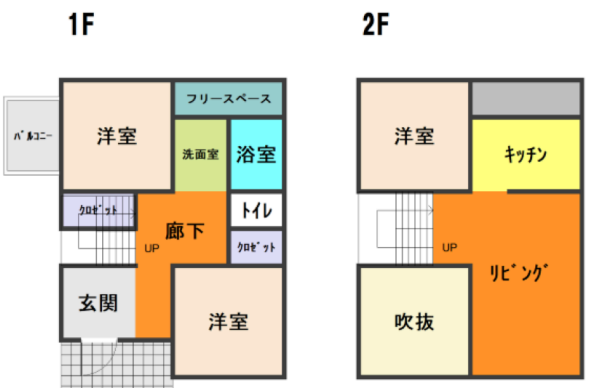 1F
2F
フリースペース
バルコニー
洋室
洗面室
浴室
クロゼット
トイレ
廊下
UP
クロゼット
玄関
洋室
洋室
キッチン
UP
リビング
吹抜